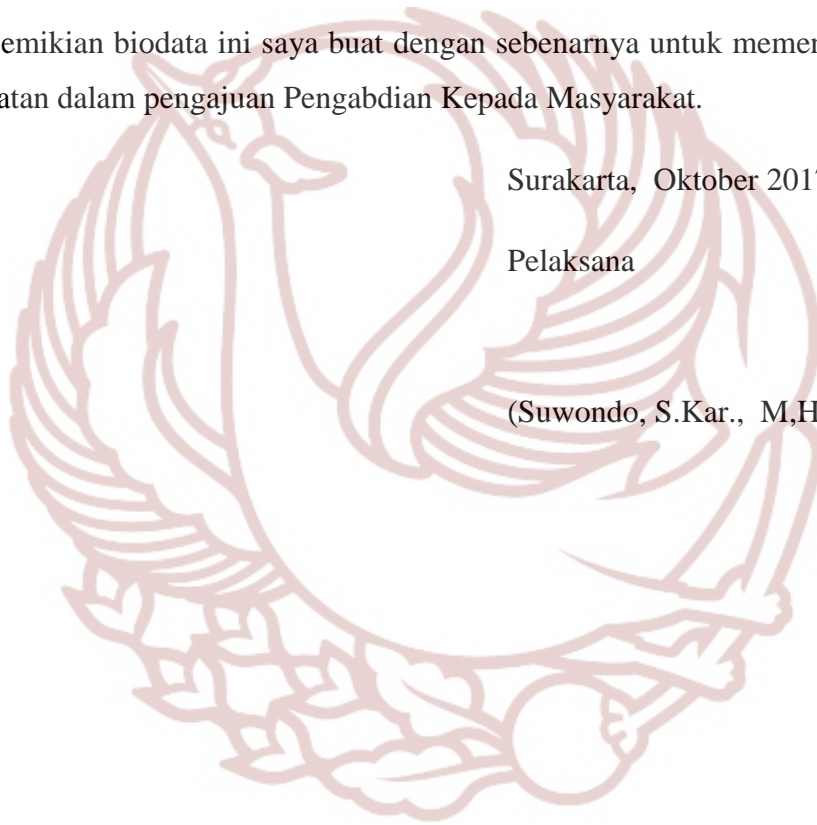 emikian biodata ini saya buat dengan sebenarnya untuk memen
atan dalam pengajuan Pengabdian Kepada Masyarakat.
Surakarta, Oktober 2017
Pelaksana
(Suwondo, S.Kar., M,H